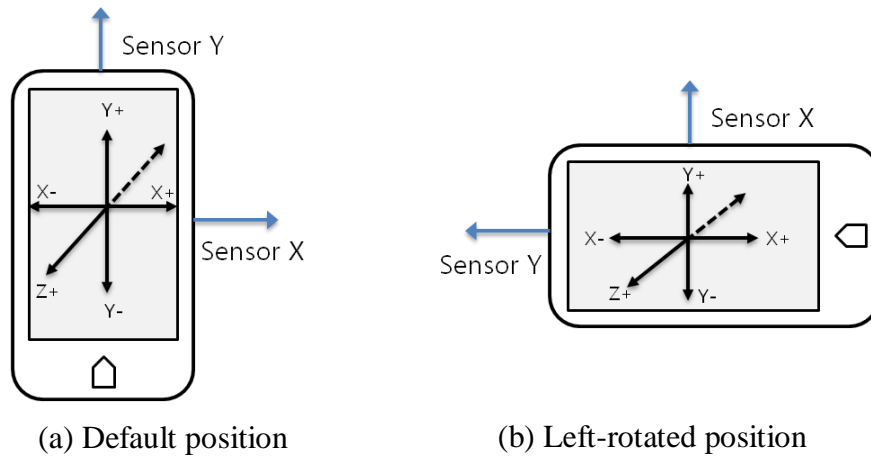 Sensor Y
Y+
X-
X+
Sensor X
Z+
Y-
(a) Default position
Sensor X
Y+
X-
X+
Sensor Y
Z+
Y-
(b) Left-rotated position